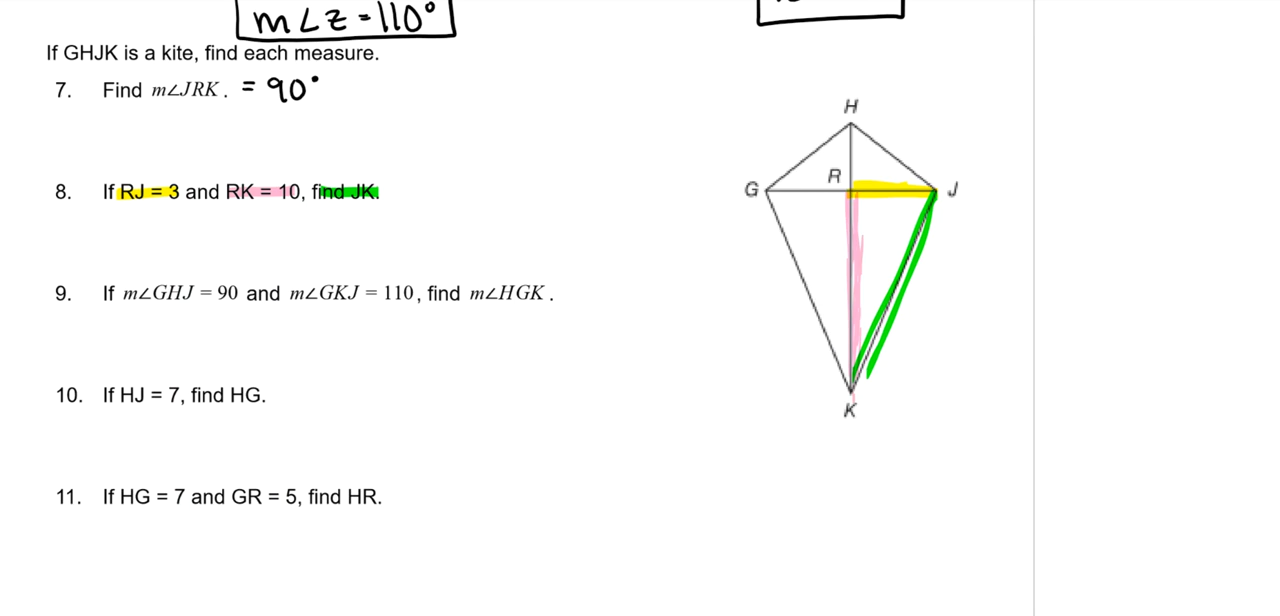 m∠Z = 110°
If GHJK is a kite, find each measure.
7. Find m∠JRK. = 90°
H
8. If RJ = 3 and RK = 10, find JK.
G
R
J
9. If m∠GHJ = 90 and m∠GKJ = 110, find m∠HGK.
10. If HJ = 7, find HG.
K
11. If HG = 7 and GR = 5, find HR.